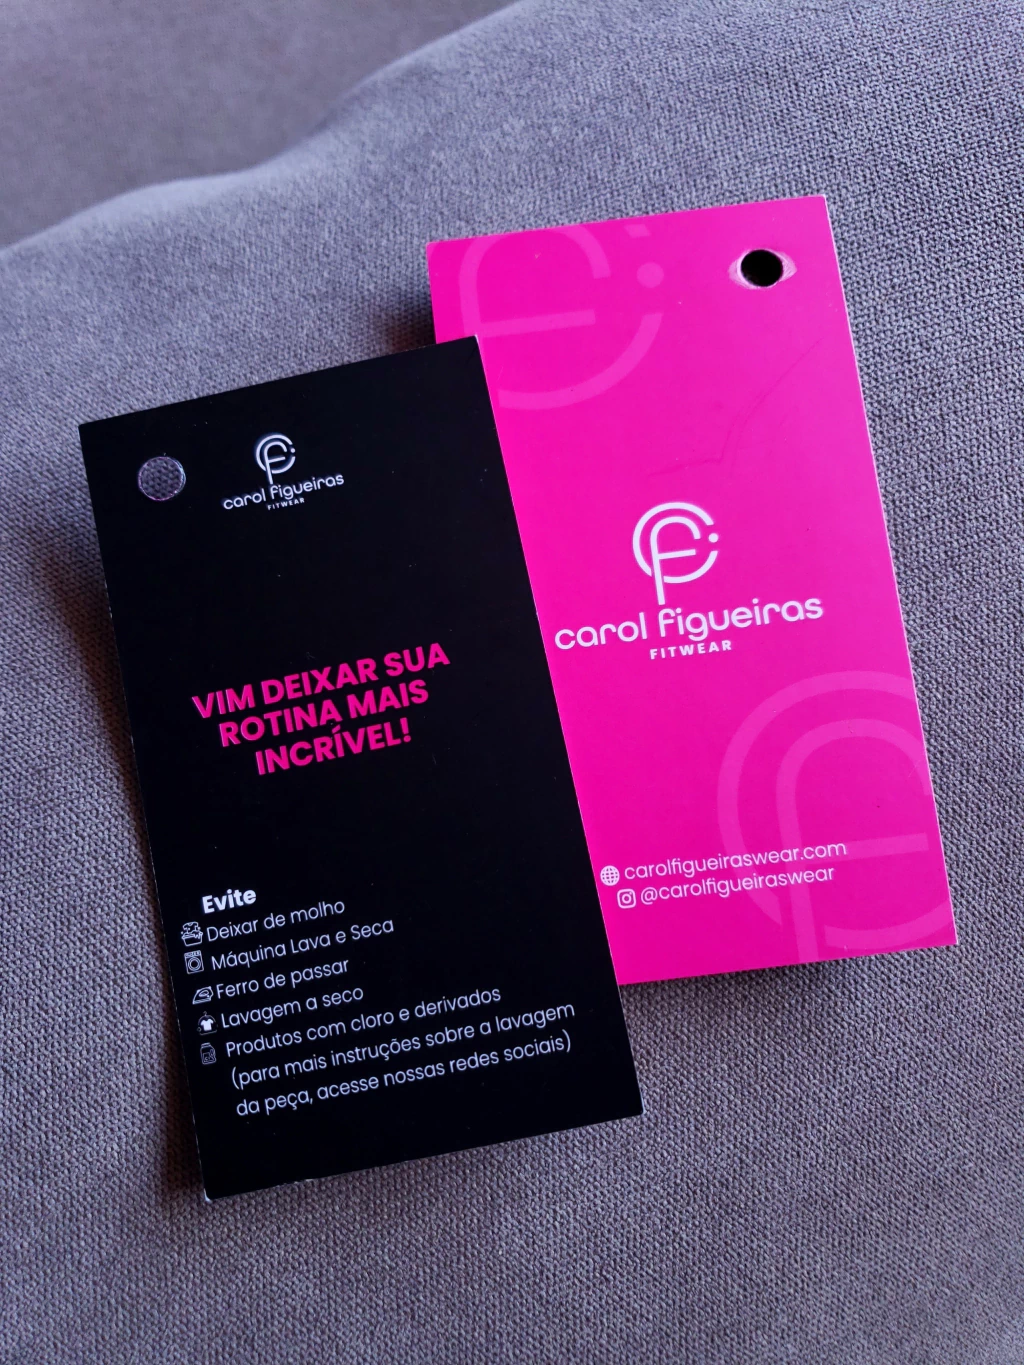 carol figueiras
FITWEAR
VIM DEIXAR SUA
ROTINA MAIS
INCRÍVEL!
Evite
Deixar de molho
Máquina Lava e Seca
Ferro de passar
Lavagem a seco
Produtos com cloro e derivados
(para mais instruções sobre a lavagem
da peça, acesse nossas redes sociais)
carol figueiras
FITWEAR
carolfigueiraswear.com
@carolfigueiraswear